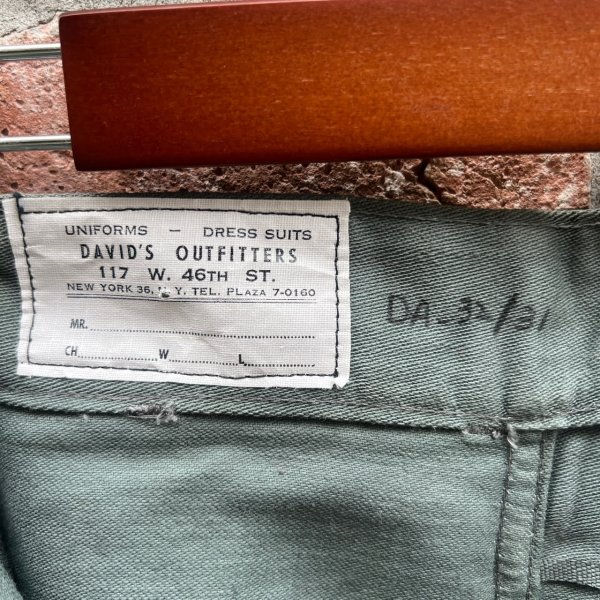 UNIFORMS — DRESS SUITS
DAVID'S OUTFITTERS
117 W. 46TH ST.
NEW YORK 36, N.Y. TEL. PLAZA 7-0160
MR.
CH. W. L.
DA-32/31